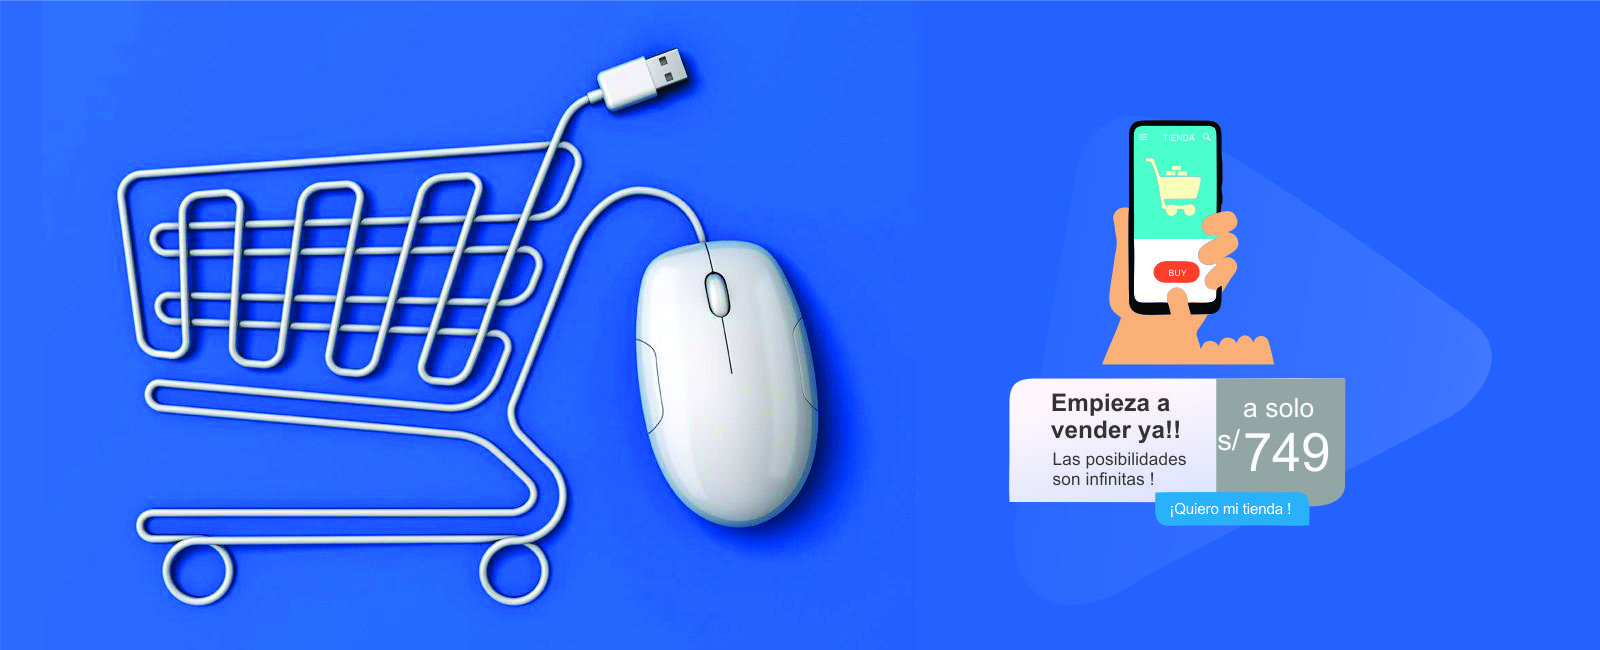 TIENDA
BUY
Empieza a
vender ya!!
Las posibilidades
son infinitas !
a solo
s/749
¡Quiero mi tienda !